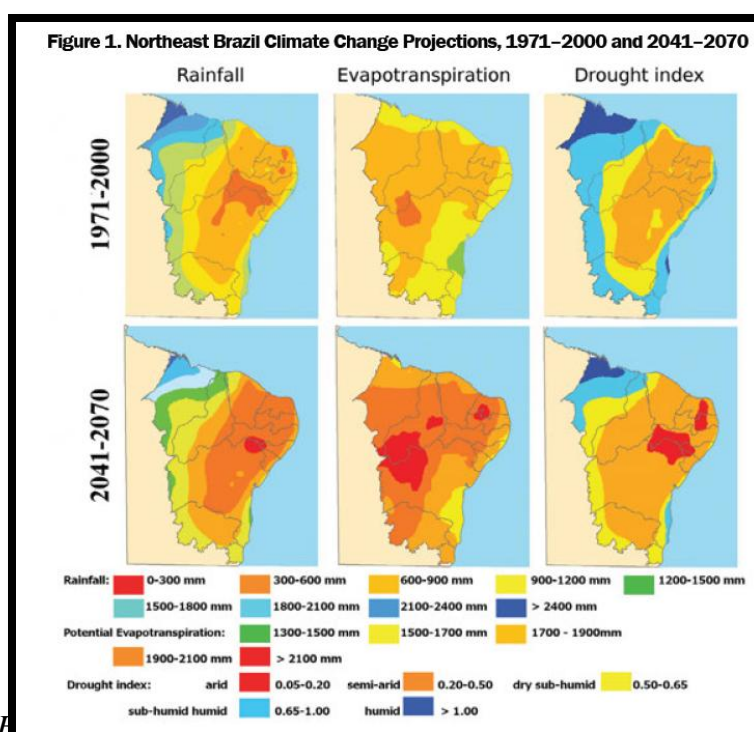 Figure 1. Northeast Brazil Climate Change Projections, 1971–2000 and 2041–2070
Rainfall Evapotranspiration Drought index
1971-2000
2041-2070
Rainfall: 0-300 mm 300-600 mm 600-900 mm 900-1200 mm 1200-1500 mm
1500-1800 mm 1800-2100 mm 2100-2400 mm > 2400 mm
Potential Evapotranspiration: 1300-1500 mm 1500-1700 mm 1700 - 1900mm
1900-2100 mm > 2100 mm
Drought index: arid 0.05-0.20 semi-arid 0.20-0.50 dry sub-humid 0.50-0.65
sub-humid humid 0.65-1.00 humid > 1.00